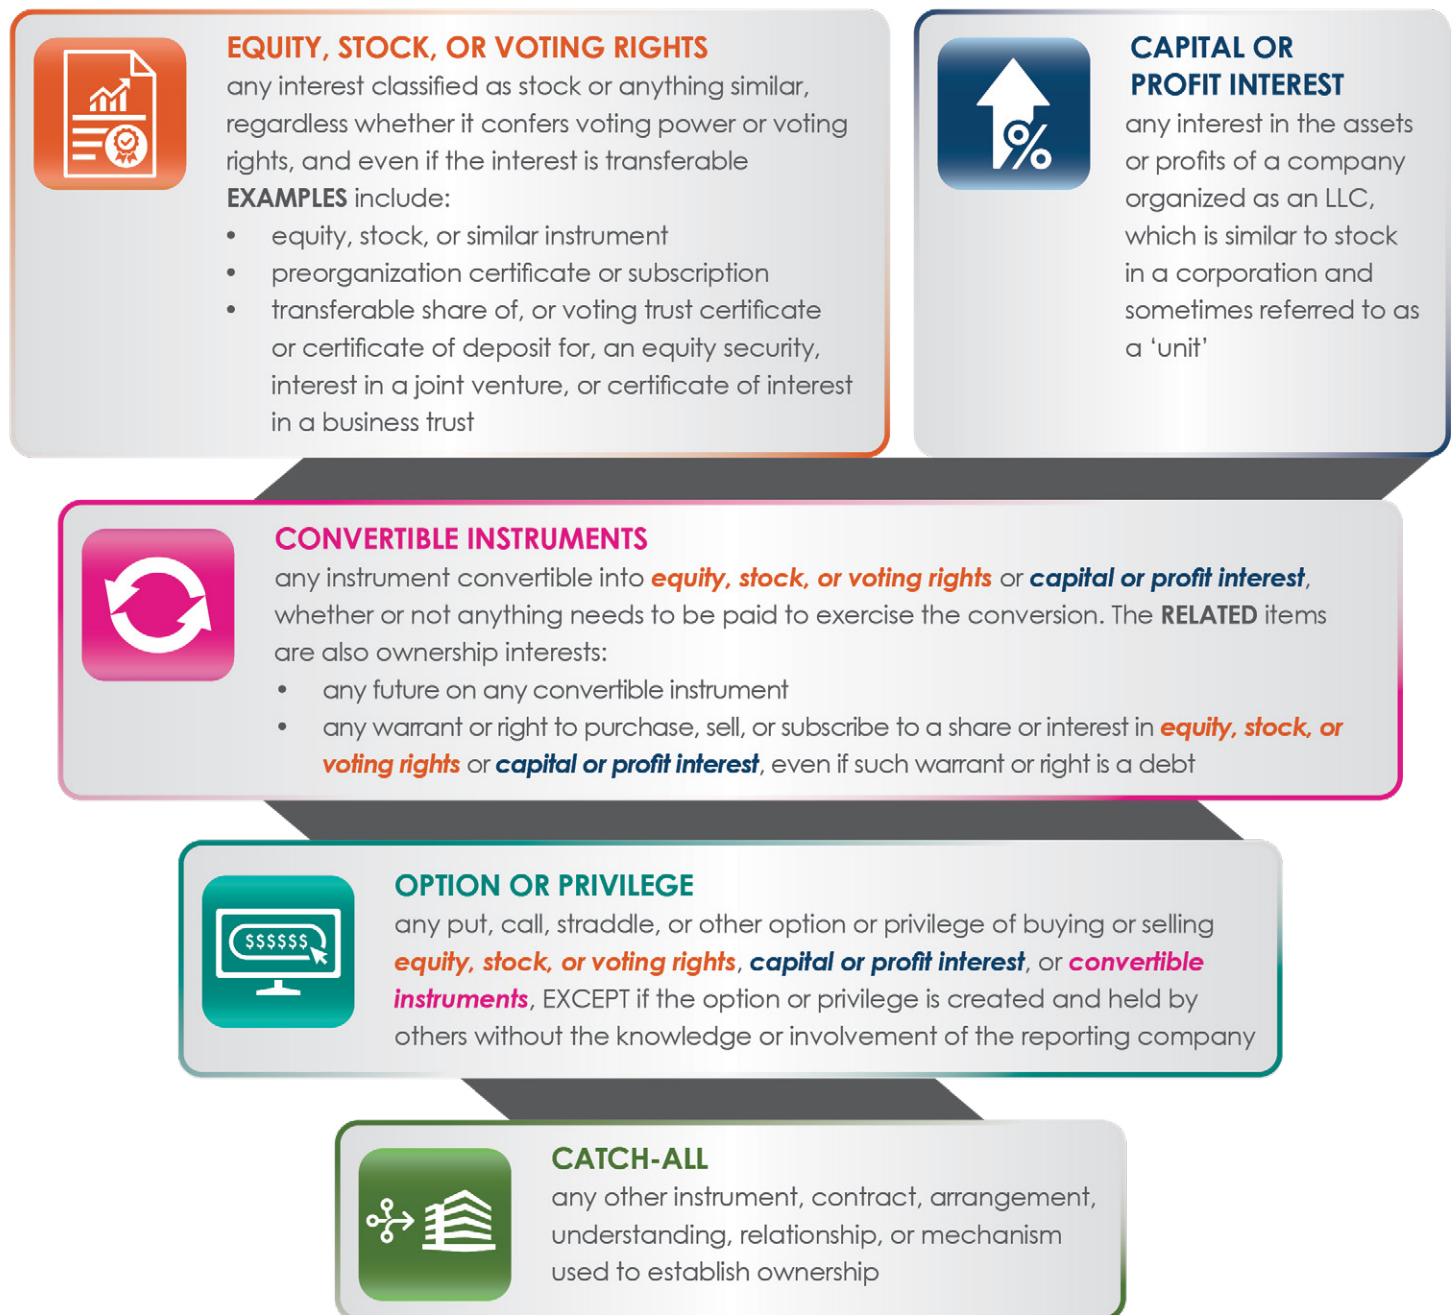 EQUITY, STOCK, OR VOTING RIGHTS
any interest classified as stock or anything similar,
regardless whether it confers voting power or voting
rights, and even if the interest is transferable
EXAMPLES include:
• equity, stock, or similar instrument
• preorganization certificate or subscription
• transferable share of, or voting trust certificate
or certificate of deposit for, an equity security,
interest in a joint venture, or certificate of interest
in a business trust
CAPITAL OR
PROFIT INTEREST
any interest in the assets
or profits of a company
organized as an LLC,
which is similar to stock
in a corporation and
sometimes referred to as
a ‘unit’
%
CONVERTIBLE INSTRUMENTS
any instrument convertible into equity, stock, or voting rights or capital or profit interest,
whether or not anything needs to be paid to exercise the conversion. The RELATED items
are also ownership interests:
• any future on any convertible instrument
• any warrant or right to purchase, sell, or subscribe to a share or interest in equity, stock, or
voting rights or capital or profit interest, even if such warrant or right is a debt
OPTION OR PRIVILEGE
any put, call, straddle, or other option or privilege of buying or selling
equity, stock, or voting rights, capital or profit interest, or convertible
instruments, EXCEPT if the option or privilege is created and held by
others without the knowledge or involvement of the reporting company
$$$$$$
CATCH-ALL
any other instrument, contract, arrangement,
understanding, relationship, or mechanism
used to establish ownership